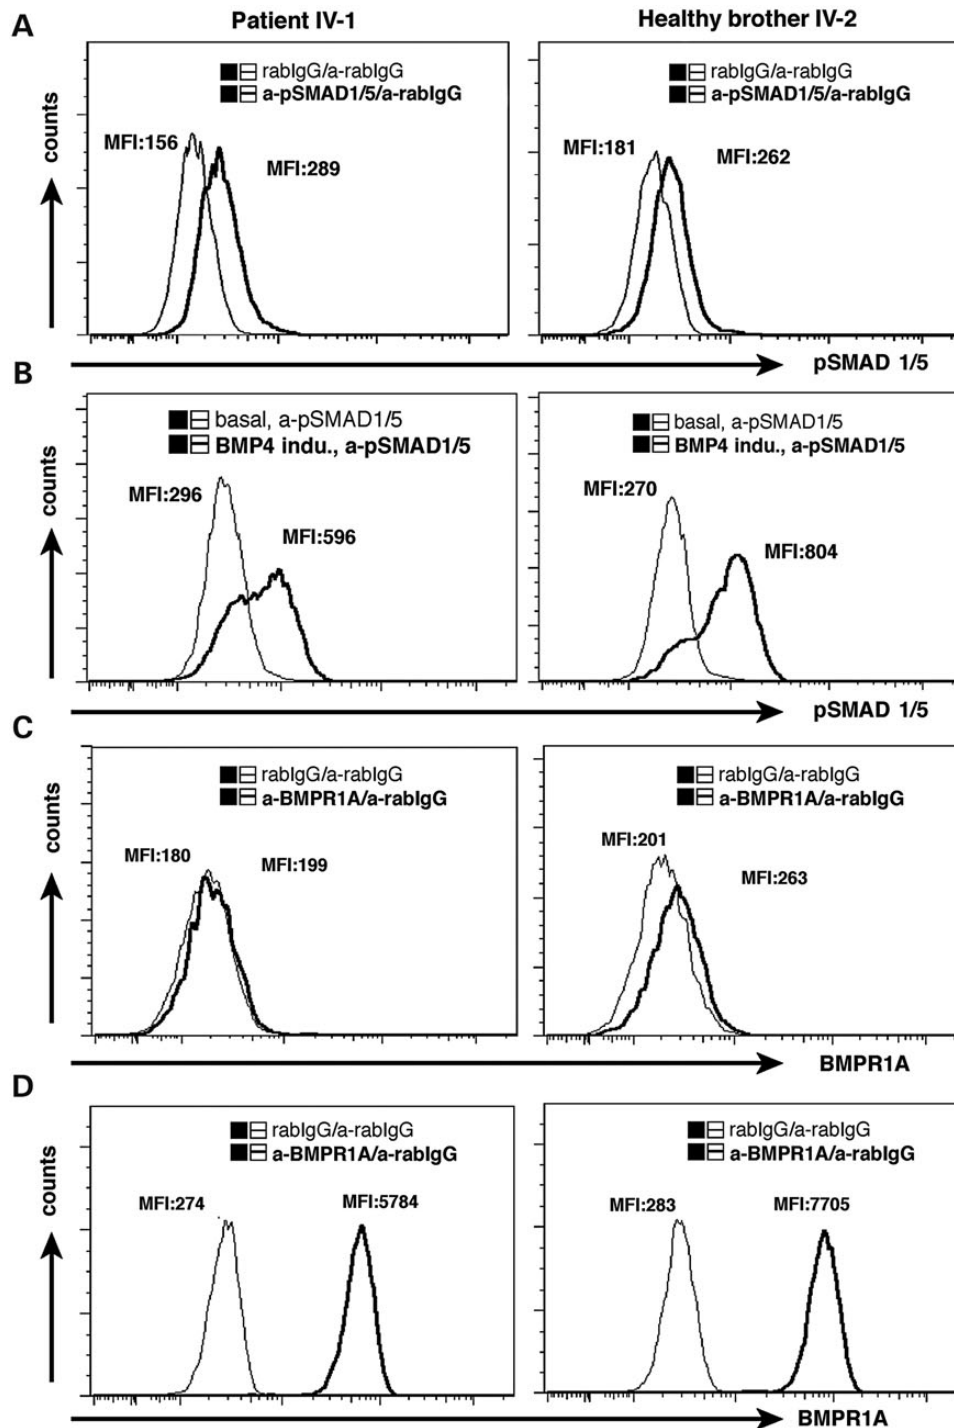 Patient IV-1
Healthy brother IV-2
A
counts
rabIgG/a-rabIgG
a-pSMAD1/5/a-rabIgG
MFI:156
MFI:289
rabIgG/a-rabIgG
a-pSMAD1/5/a-rabIgG
MFI:181
MFI:262
pSMAD 1/5
B
counts
basal, a-pSMAD1/5
BMP4 indu., a-pSMAD1/5
MFI:296
MFI:596
basal, a-pSMAD1/5
BMP4 indu., a-pSMAD1/5
MFI:270
MFI:804
pSMAD 1/5
C
counts
rabIgG/a-rabIgG
a-BMPR1A/a-rabIgG
MFI:180
MFI:199
rabIgG/a-rabIgG
a-BMPR1A/a-rabIgG
MFI:201
MFI:263
BMPR1A
D
counts
rabIgG/a-rabIgG
a-BMPR1A/a-rabIgG
MFI:274
MFI:5784
rabIgG/a-rabIgG
a-BMPR1A/a-rabIgG
MFI:283
MFI:7705
BMPR1A